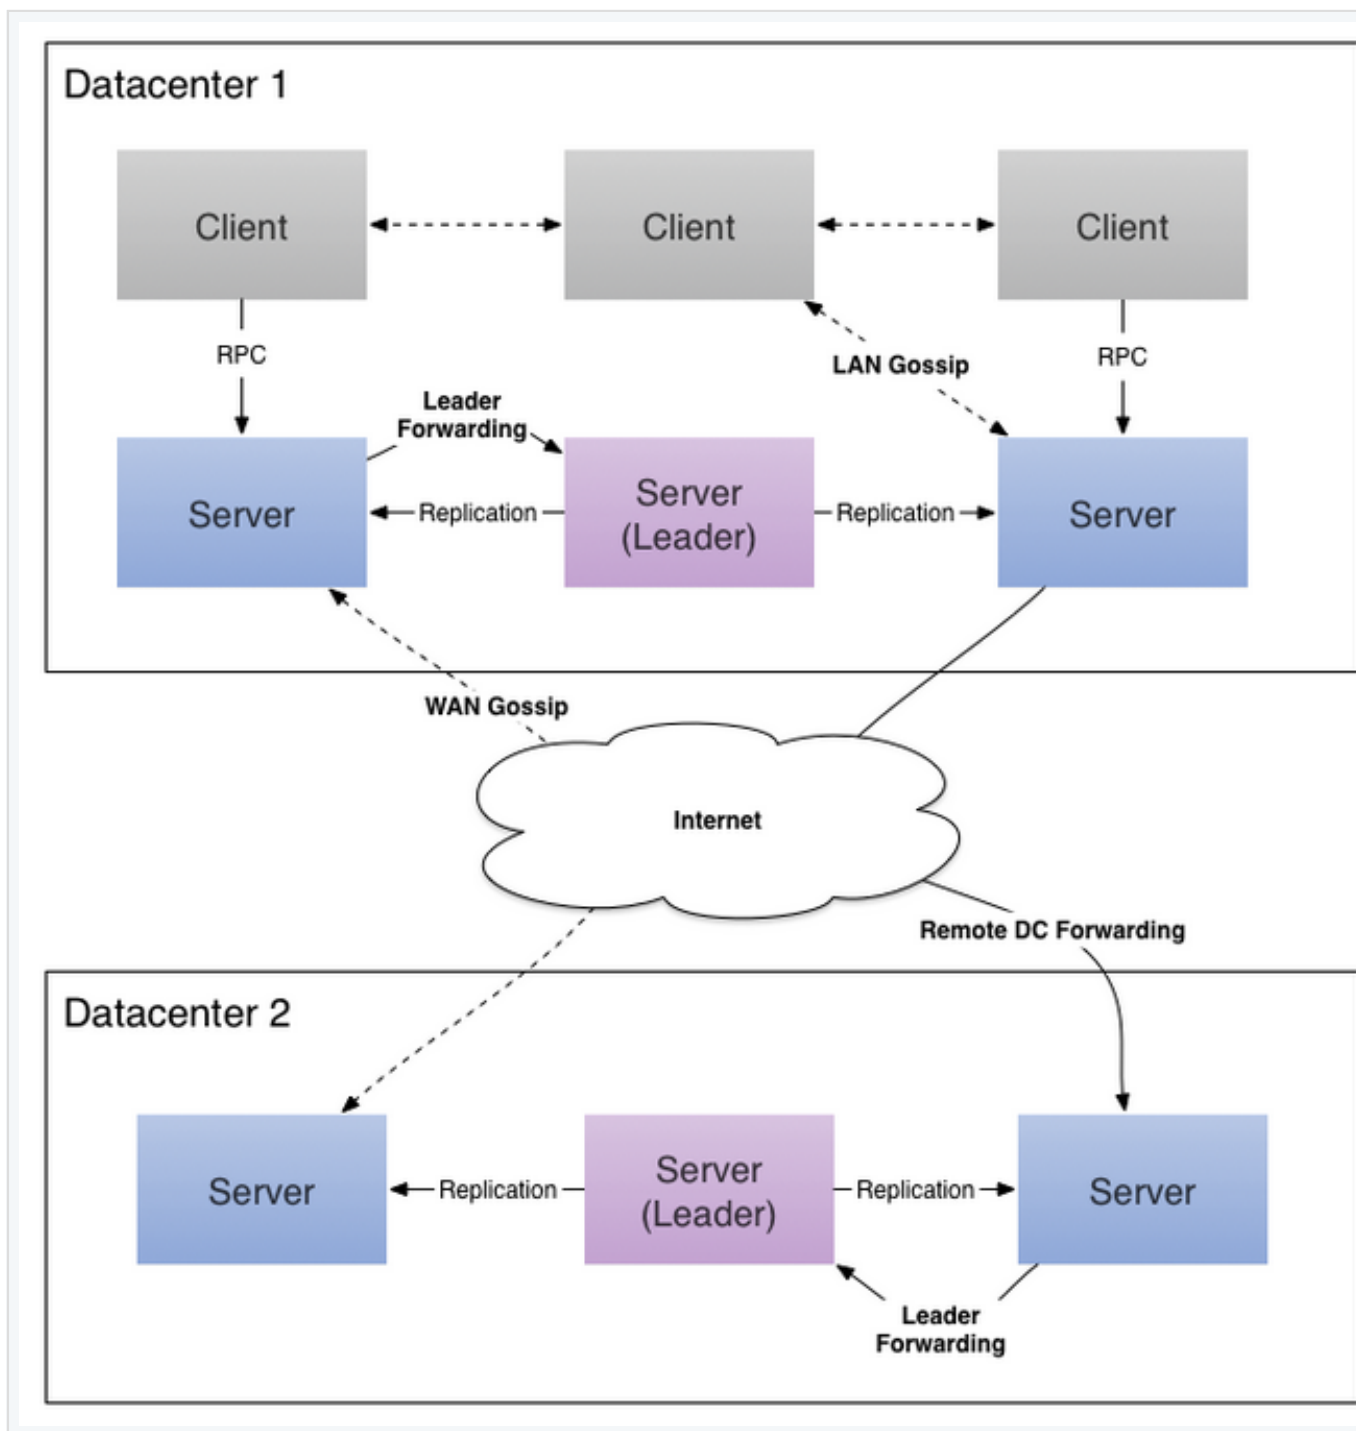 Datacenter 1
Client
Client
Client
RPC
LAN Gossip
RPC
Leader
Forwarding
Server
Replication
Server
(Leader)
Replication
Server
WAN Gossip
Internet
Remote DC Forwarding
Datacenter 2
Server
Replication
Server
(Leader)
Replication
Server
Leader
Forwarding